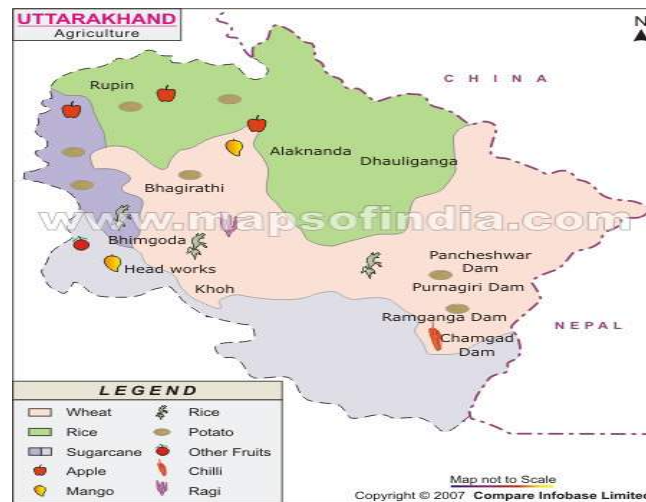 UTTARAKHAND
Agriculture
N
CHINA
Rupin
Alaknanda
Dhauliganga
Bhagirathi
www.mapsofindia.com
Bhimgoda
Head works
Khoh
Pancheshwar
Dam
Purnagiri Dam
Ramganga Dam
Chamgad
Dam
NEPAL
LEGEND
Wheat
Rice
Rice
Potato
Sugarcane
Other Fruits
Apple
Chilli
Mango
Ragi
Map not to Scale
Copyright © 2007 Compare Infobase Limited